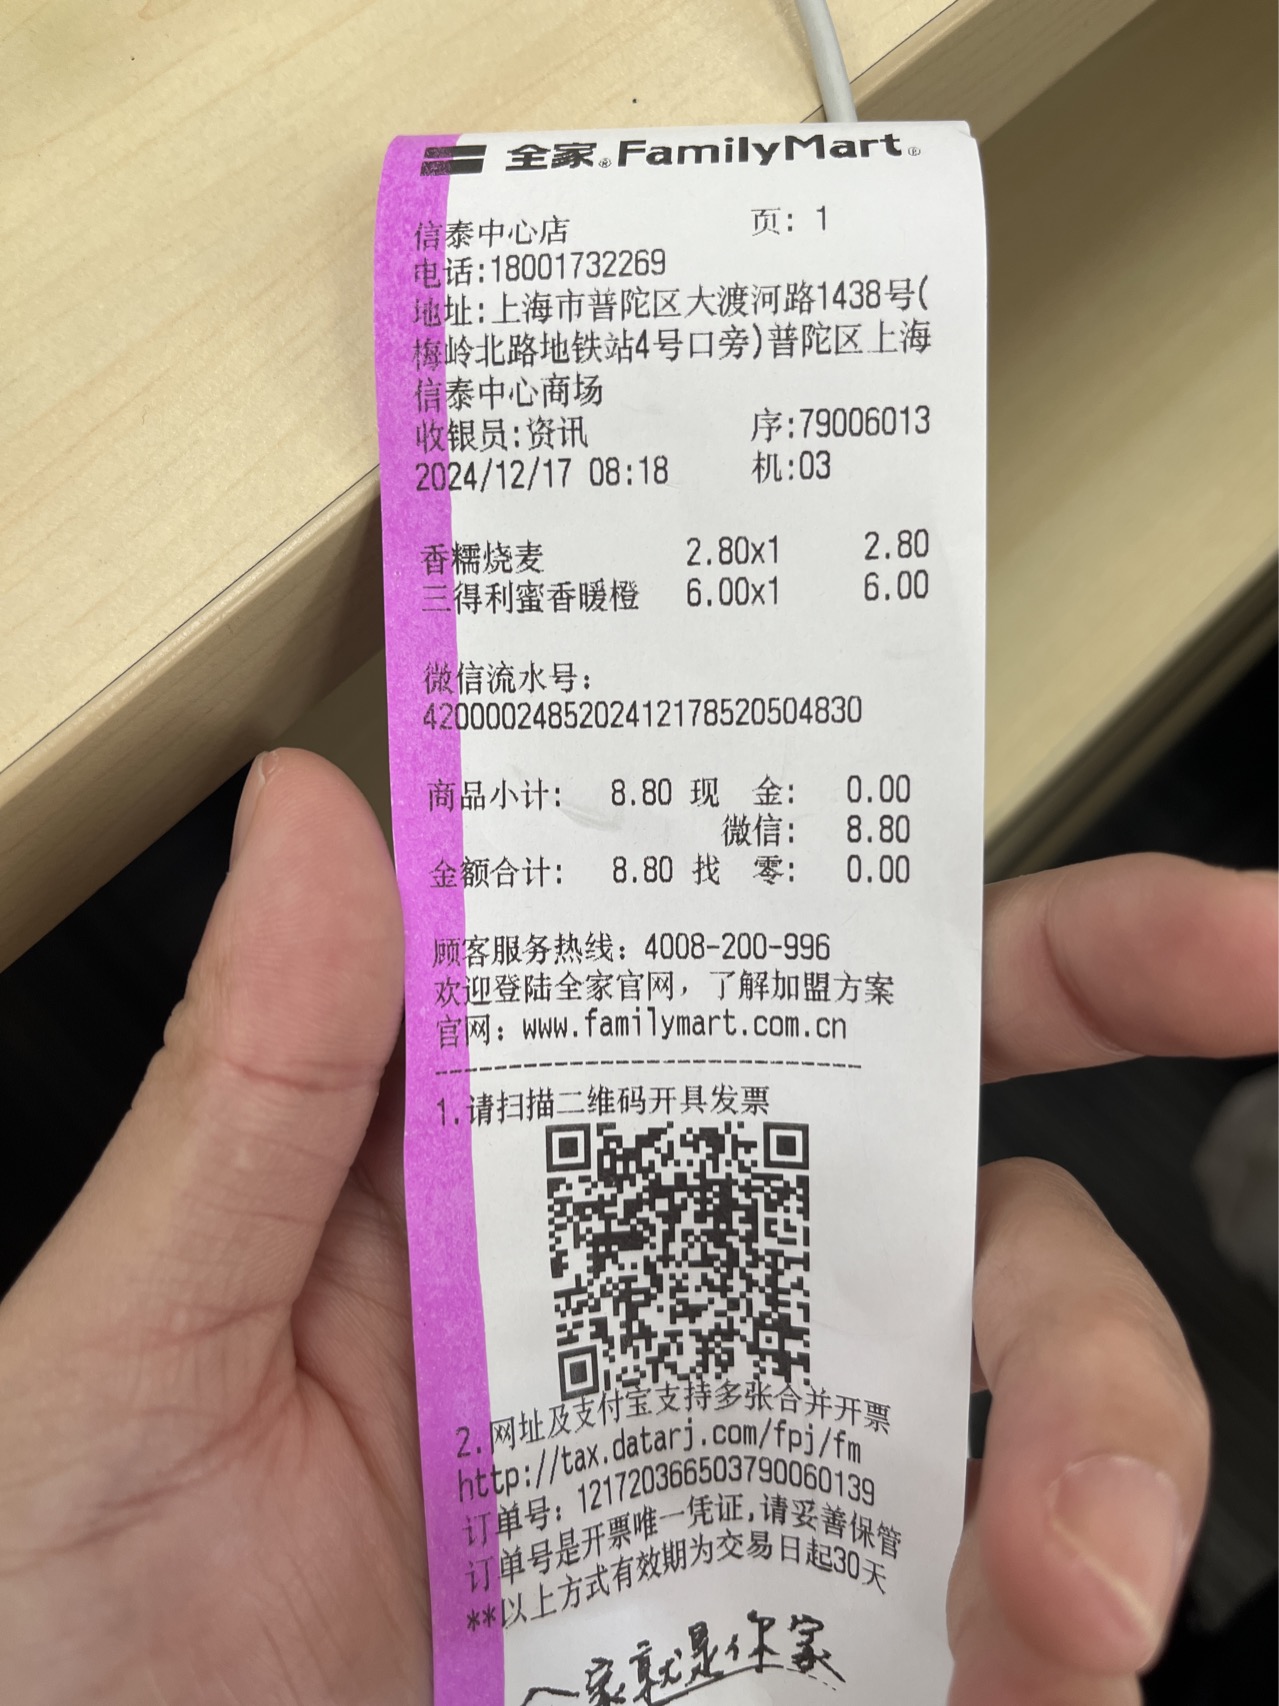 全家®FamilyMart®
信泰中心店 页: 1
电话:18001732269
地址:上海市普陀区大渡河路1438号(
梅岭北路地铁站4号口旁)普陀区上海
信泰中心商场
收银员:资讯 序:79006013
2024/12/17 08:18 机:03
香糯烧麦 2.80x1 2.80
三得利蜜香暖橙 6.00x1 6.00
微信流水号:
4200002485202412178520504830
商品小计: 8.80 现 金: 0.00
微信: 8.80
金额合计: 8.80 找 零: 0.00
顾客服务热线: 4008-200-996
欢迎登陆全家官网,了解加盟方案
官网: www.familymart.com.cn
1.请扫描二维码开具发票
2.网址及支付宝支持多张合并开票
http://tax.datarj.com/fpj/fm
订单号: 121720366503790060139
订单号是开票唯一凭证,请妥善保管
**以上方式有效期为交易日起30天
家就是你家